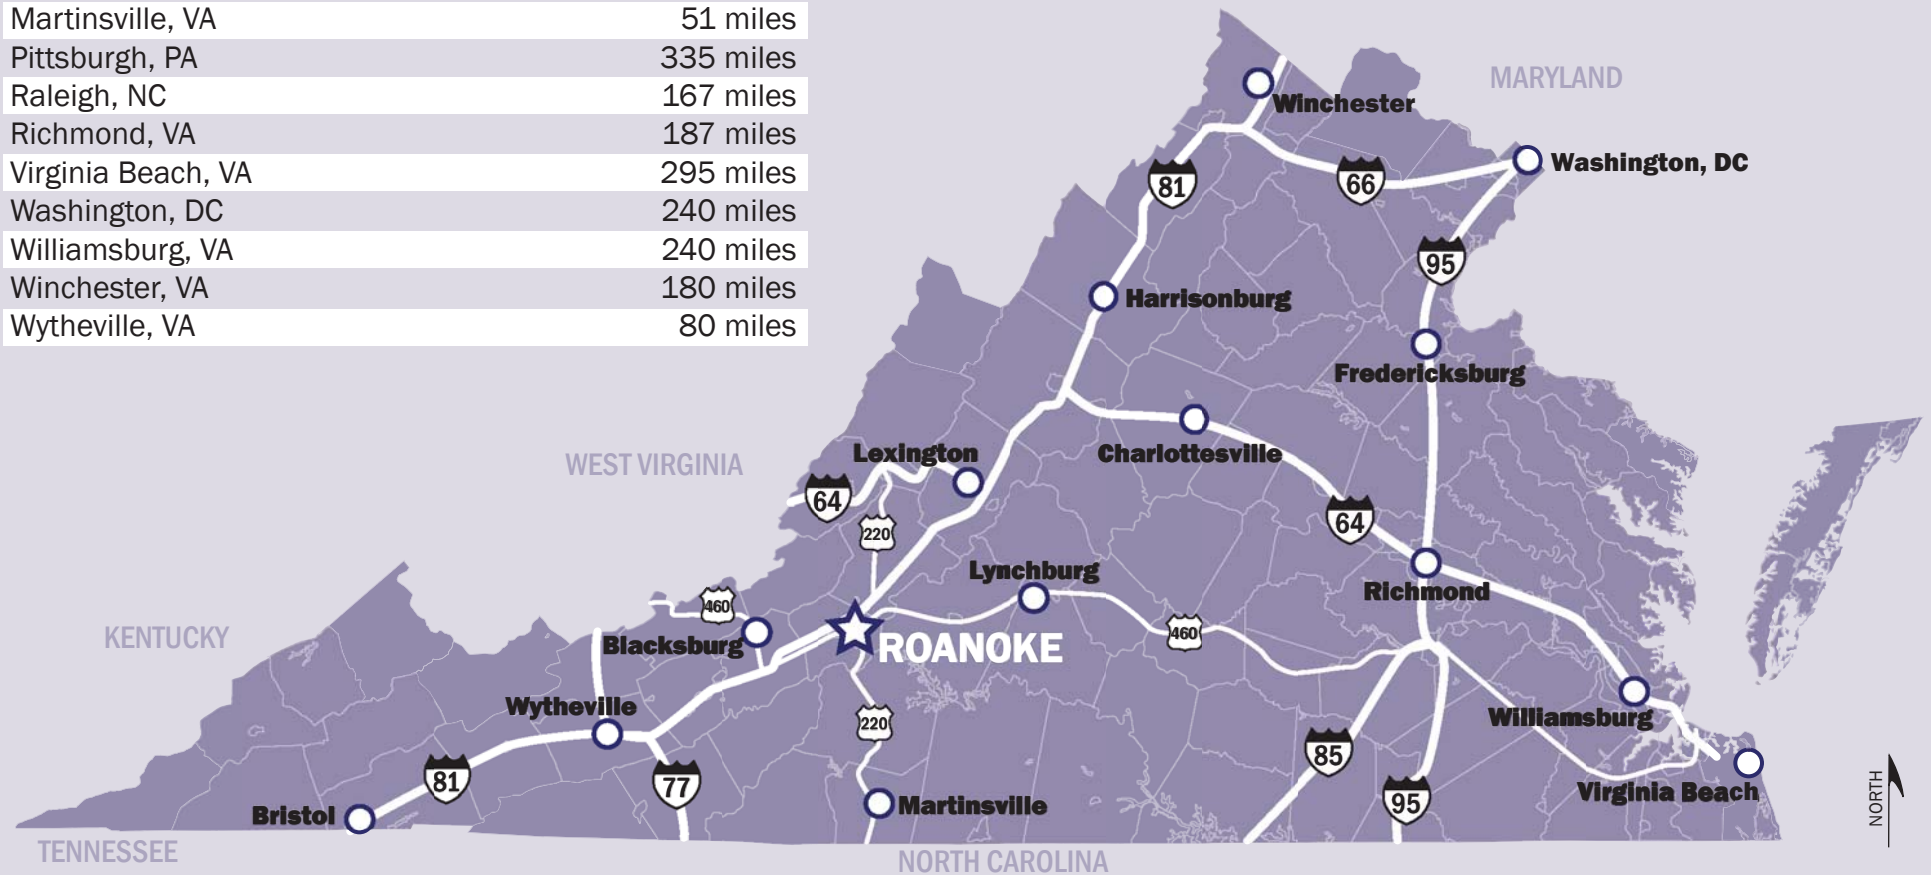 Martinsville, VA 51 miles
Pittsburgh, PA 335 miles
Raleigh, NC 167 miles
Richmond, VA 187 miles
Virginia Beach, VA 295 miles
Washington, DC 240 miles
Williamsburg, VA 240 miles
Winchester, VA 180 miles
Wytheville, VA 80 miles
MARYLAND
Winchester
Washington, DC
81
66
95
Harrisonburg
Fredericksburg
WEST VIRGINIA
Lexington
Charlottesville
64
64
220
Lynchburg
Richmond
460
460
KENTUCKY
Blacksburg
ROANOKE
Wytheville
220
Williamsburg
85
81
77
95
Virginia Beach
Bristol
Martinsville
NORTH
TENNESSEE
NORTH CAROLINA